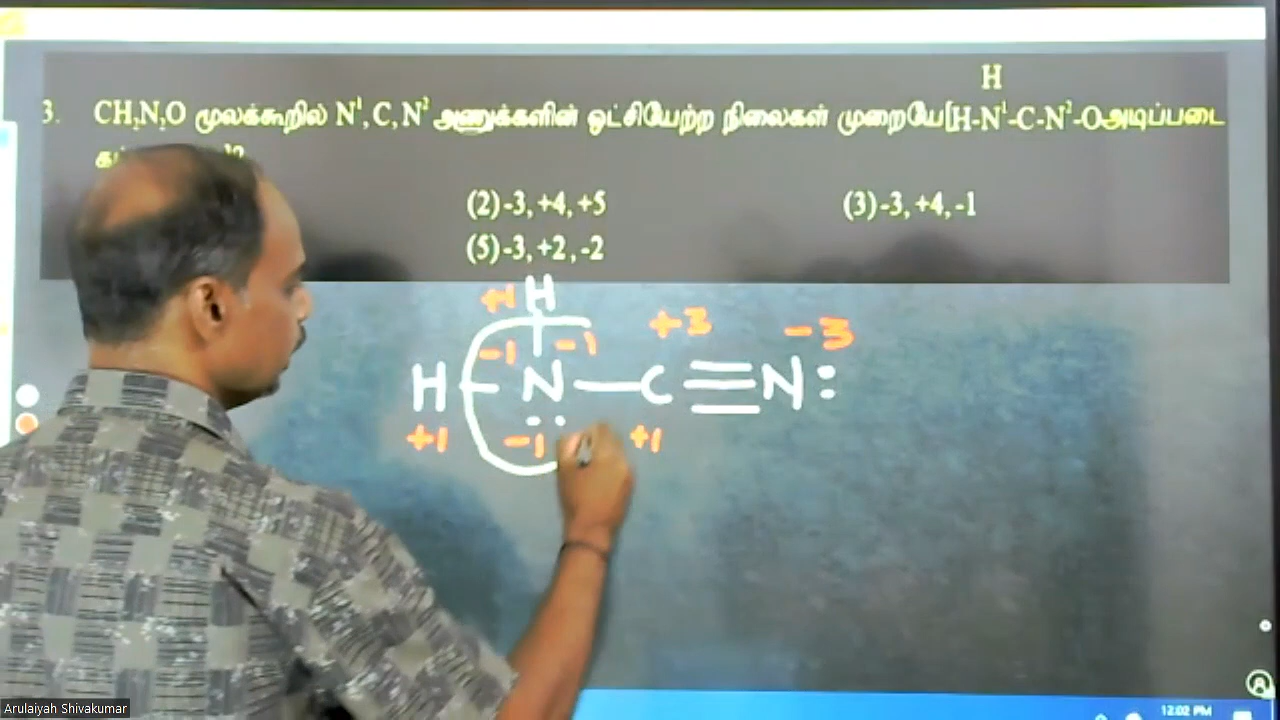 H
3. CH₂N₂O மூலக்கூறில் N¹, C, N² அணுக்களின் ஒட்சியேற்ற நிலைகள் முறையே[H-N¹-C-N²-Oஅடிப்படை
(2) -3, +4, +5 (3) -3, +4, -1
(5) -3, +2, -2
+1 H
-1 -1 +3 -3
H N C ≡ N :
+1 -1 +1
Arulaiyah Shivakumar
12:02 PM